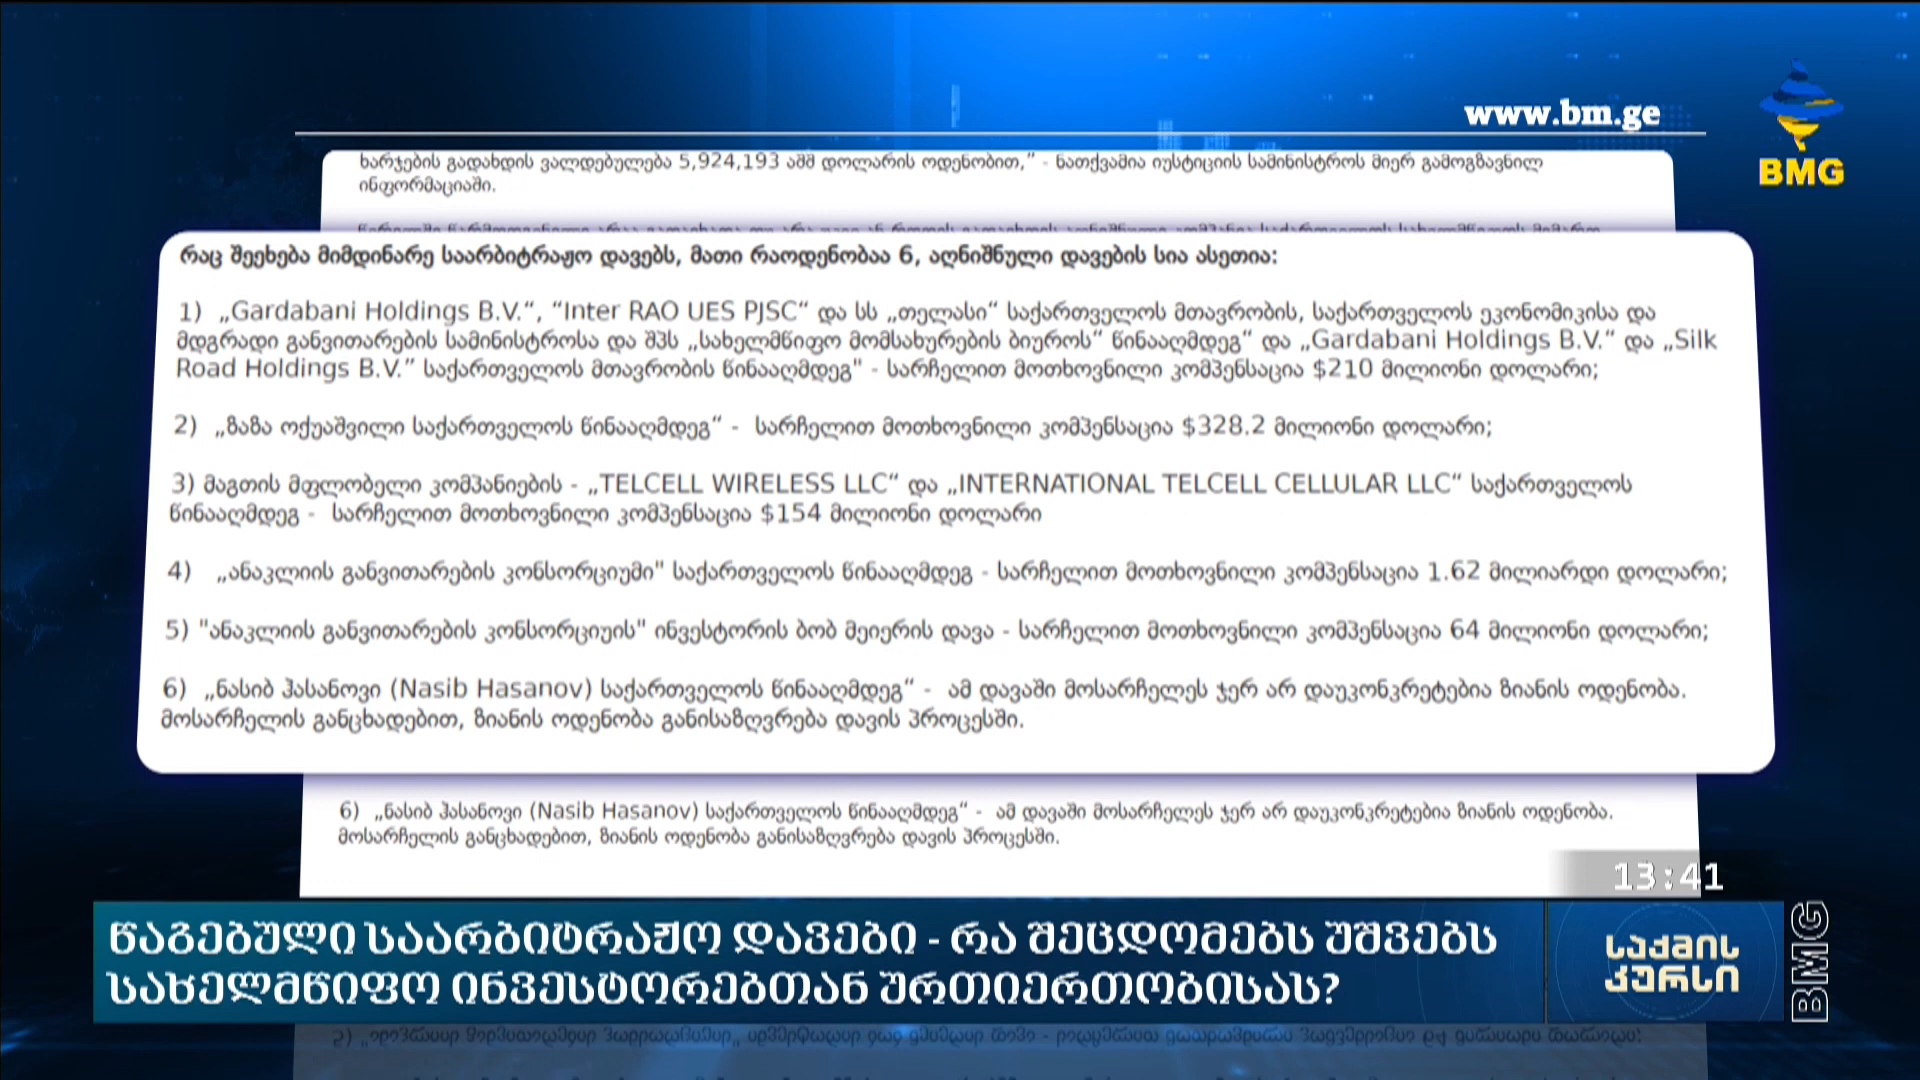 www.bm.ge
BMG
ხარჯების გადახდის ვალდებულება 5,924,193 აშშ დოლარის ოდენობით,” - ნათქვამია იუსტიციის სამინისტროს მიერ გამოგზავნილ
ინფორმაციაში.
რაც შეეხება მიმდინარე საარბიტრაჟო დავებს, მათი რაოდენობაა 6, აღნიშნული დავების სია ასეთია:
1) „Gardabani Holdings B.V.“, “Inter RAO UES PJSC“ და სს „თელასი“ საქართველოს მთავრობის, საქართველოს ეკონომიკისა და
მდგრადი განვითარების სამინისტროსა და შპს „სახელმწიფო მომსახურების ბიუროს“ წინააღმდეგ“ და „Gardabani Holdings B.V.“ და „Silk
Road Holdings B.V.“ საქართველოს მთავრობის წინააღმდეგ" - სარჩელით მოთხოვნილი კომპენსაცია $210 მილიონი დოლარი;
2) „ზაზა ოქუაშვილი საქართველოს წინააღმდეგ“ - სარჩელით მოთხოვნილი კომპენსაცია $328.2 მილიონი დოლარი;
3) მაგთის მფლობელი კომპანიების - „TELCELL WIRELESS LLC“ და „INTERNATIONAL TELCELL CELLULAR LLC“ საქართველოს
წინააღმდეგ - სარჩელით მოთხოვნილი კომპენსაცია $154 მილიონი დოლარი
4) „ანაკლიის განვითარების კონსორციუმი" საქართველოს წინააღმდეგ - სარჩელით მოთხოვნილი კომპენსაცია 1.62 მილიარდი დოლარი;
5) "ანაკლიის განვითარების კონსორციუის" ინვესტორის ბობ მეიერის დავა - სარჩელით მოთხოვნილი კომპენსაცია 64 მილიონი დოლარი;
6) „ნასიბ ჰასანოვი (Nasib Hasanov) საქართველოს წინააღმდეგ“ - ამ დავაში მოსარჩელეს ჯერ არ დაუკონკრეტებია ზიანის ოდენობა.
მოსარჩელის განცხადებით, ზიანის ოდენობა განისაზღვრება დავის პროცესში.
6) „ნასიბ ჰასანოვი (Nasib Hasanov) საქართველოს წინააღმდეგ“ - ამ დავაში მოსარჩელეს ჯერ არ დაუკონკრეტებია ზიანის ოდენობა.
მოსარჩელის განცხადებით, ზიანის ოდენობა განისაზღვრება დავის პროცესში.
13:41
წაგებული საარბიტრაჟო დავები - რა შეცდომებს უშვებს
სახელმწიფო ინვესტორებთან ურთიერთობისას?
საქმის
კურსი
BMG